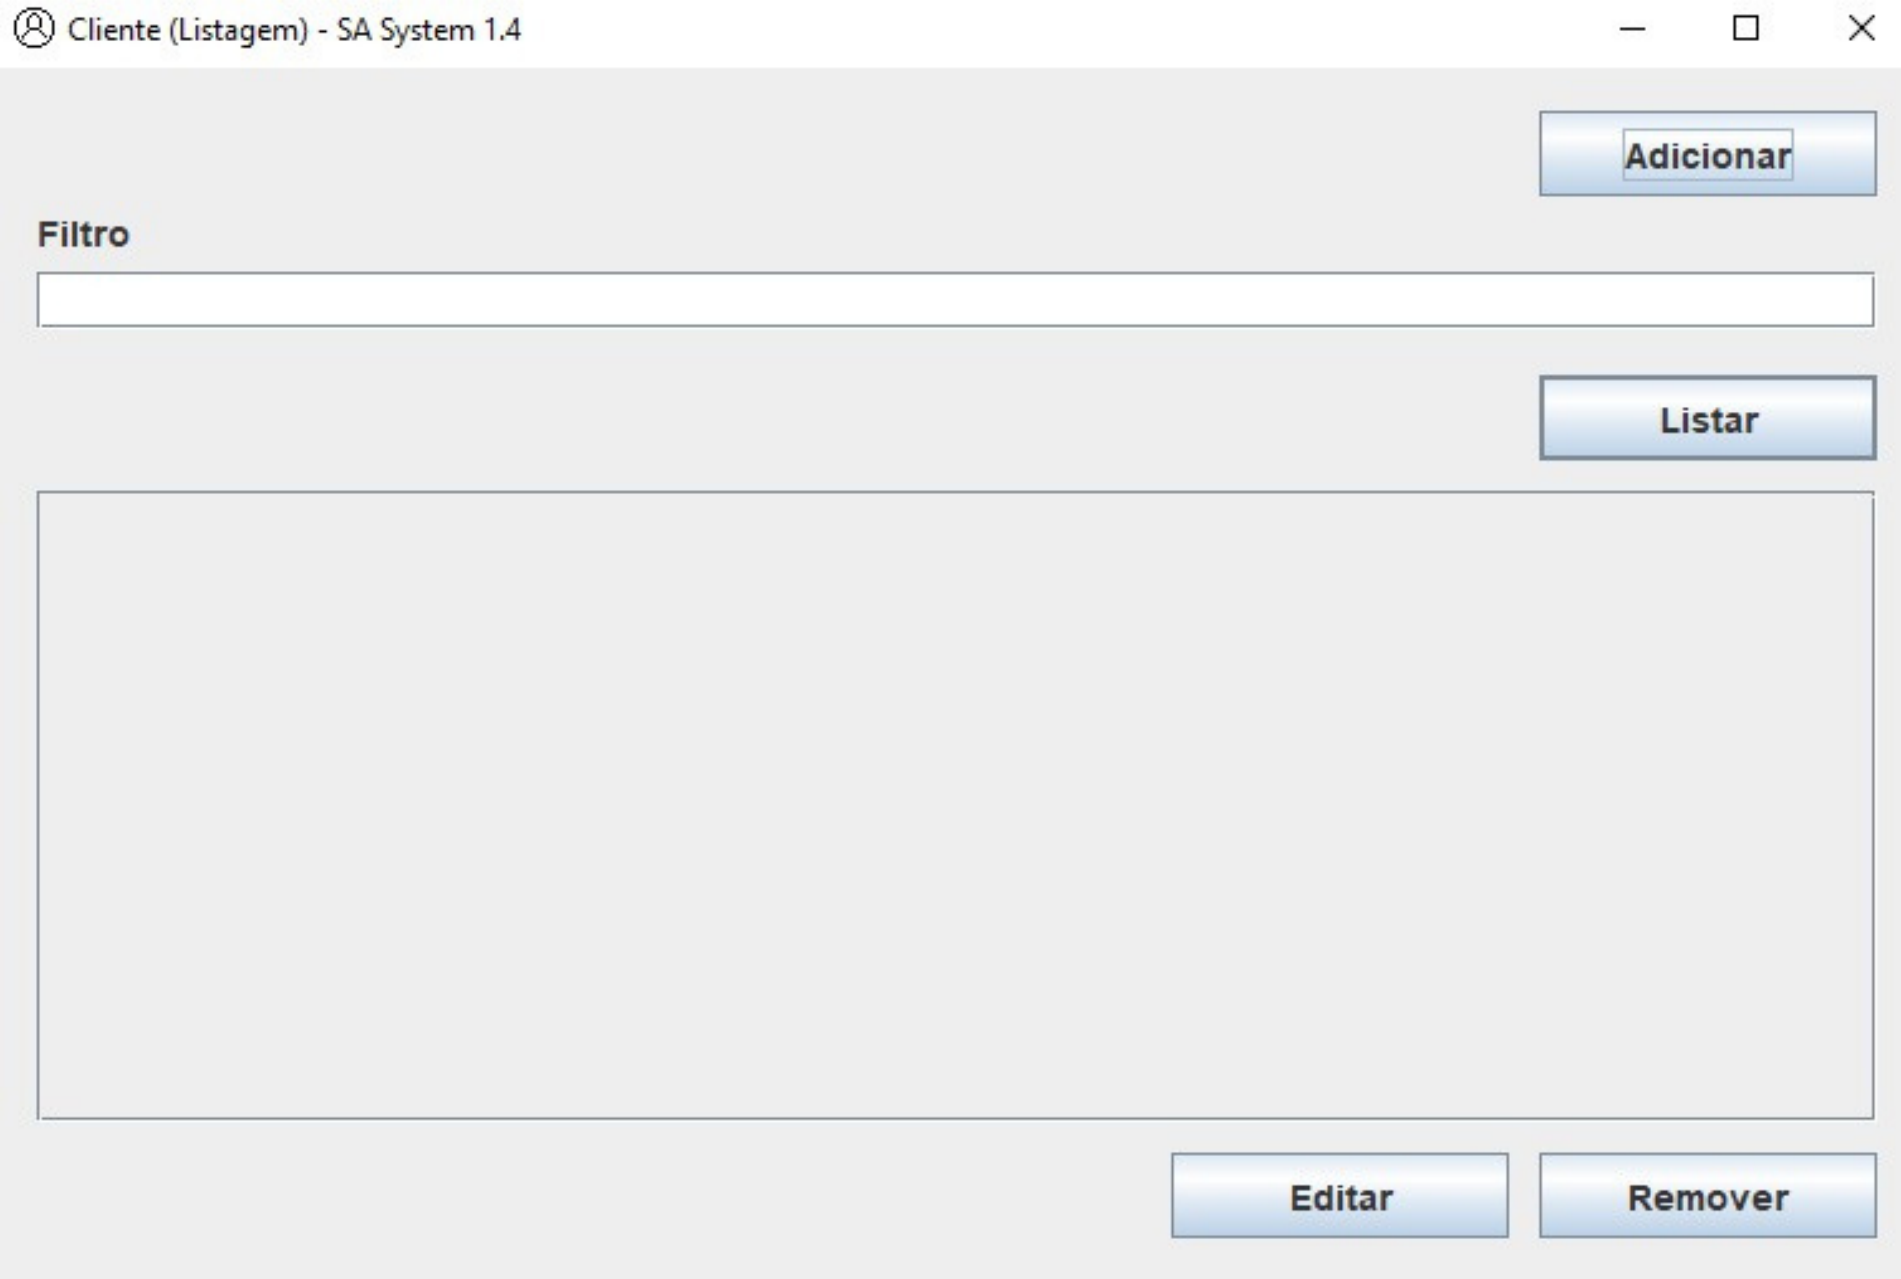 Cliente (Listagem) - SA System 1.4
Adicionar
Filtro
Listar
Editar
Remover